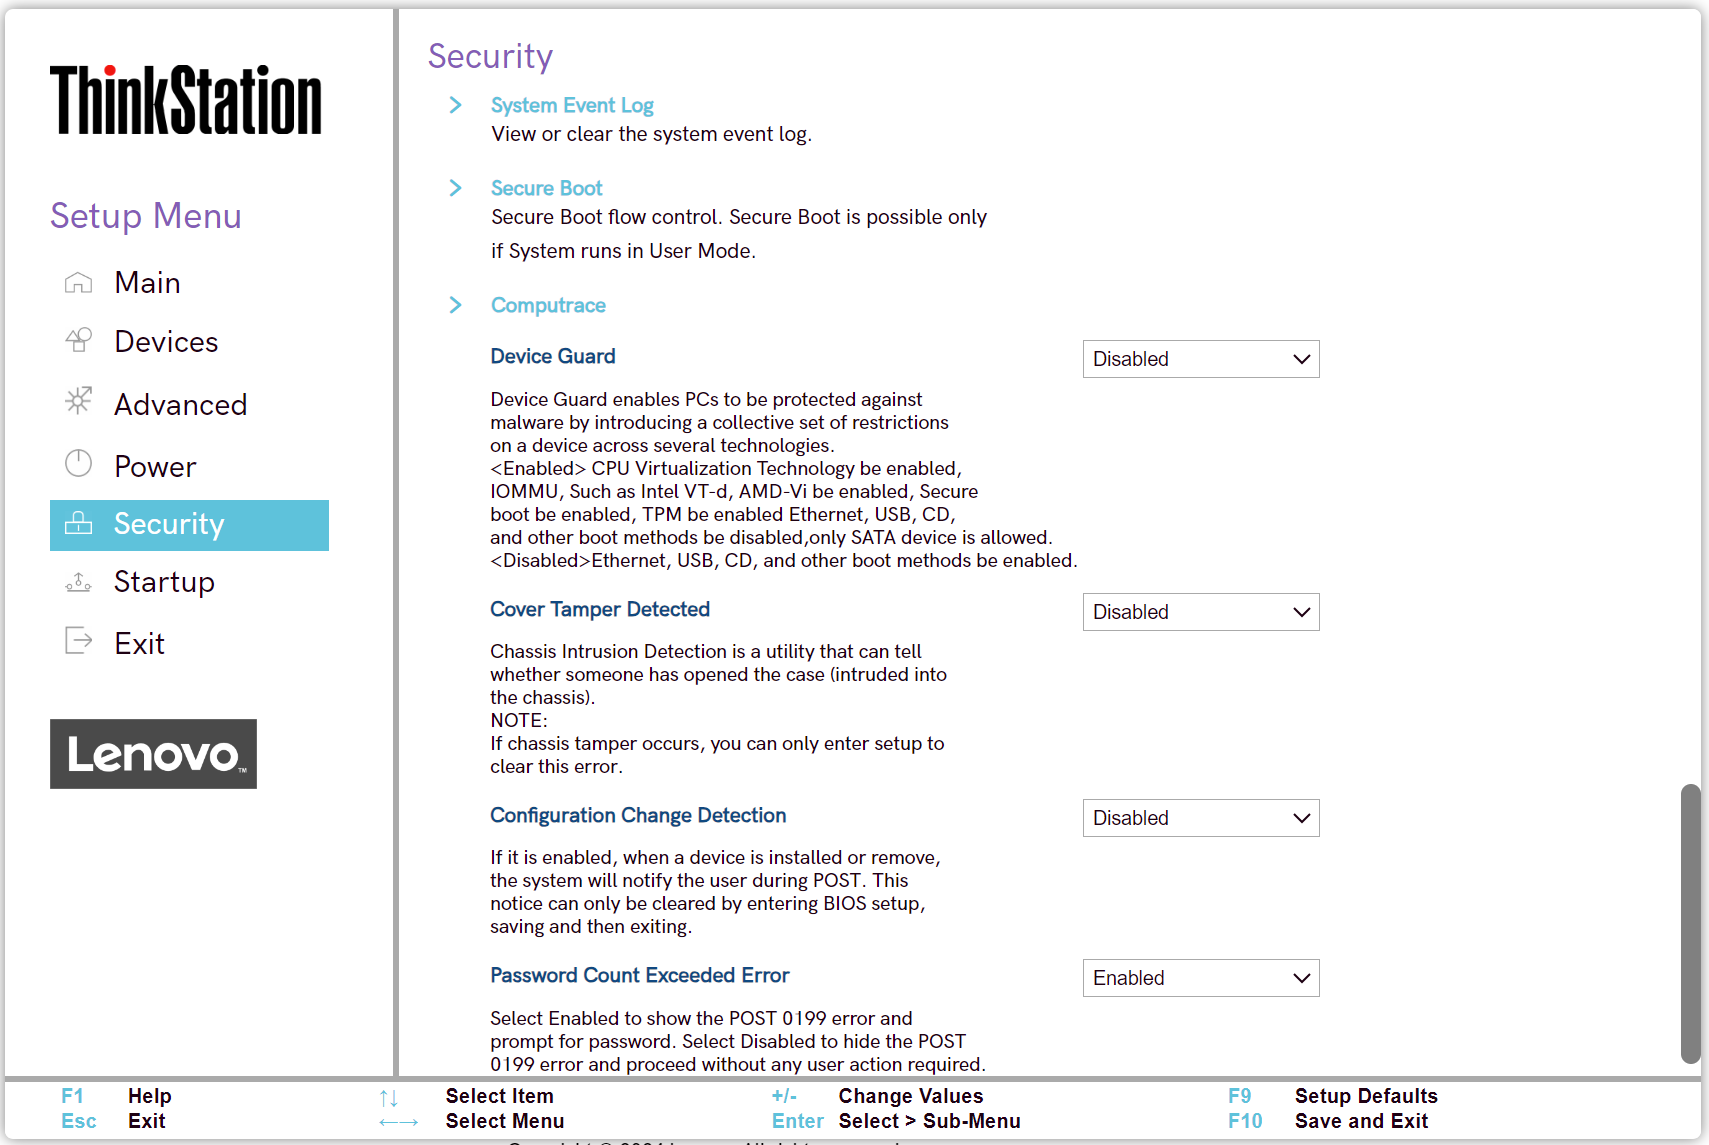 ThinkStation
Setup Menu
Main
Devices
Advanced
Power
Security
Startup
Exit
Lenovo™
Security
System Event Log
View or clear the system event log.
Secure Boot
Secure Boot flow control. Secure Boot is possible only
if System runs in User Mode.
Computrace
Device Guard
Disabled
Device Guard enables PCs to be protected against
malware by introducing a collective set of restrictions
on a device across several technologies.
<Enabled> CPU Virtualization Technology be enabled,
IOMMU, Such as Intel VT-d, AMD-Vi be enabled, Secure
boot be enabled, TPM be enabled Ethernet, USB, CD,
and other boot methods be disabled,only SATA device is allowed.
<Disabled>Ethernet, USB, CD, and other boot methods be enabled.
Cover Tamper Detected
Disabled
Chassis Intrusion Detection is a utility that can tell
whether someone has opened the case (intruded into
the chassis).
NOTE:
If chassis tamper occurs, you can only enter setup to
clear this error.
Configuration Change Detection
Disabled
If it is enabled, when a device is installed or remove,
the system will notify the user during POST. This
notice can only be cleared by entering BIOS setup,
saving and then exiting.
Password Count Exceeded Error
Enabled
Select Enabled to show the POST 0199 error and
prompt for password. Select Disabled to hide the POST
0199 error and proceed without any user action required.
F1 Help ↑↓ Select Item +/- Change Values F9 Setup Defaults
Esc Exit ←→ Select Menu Enter Select > Sub-Menu F10 Save and Exit